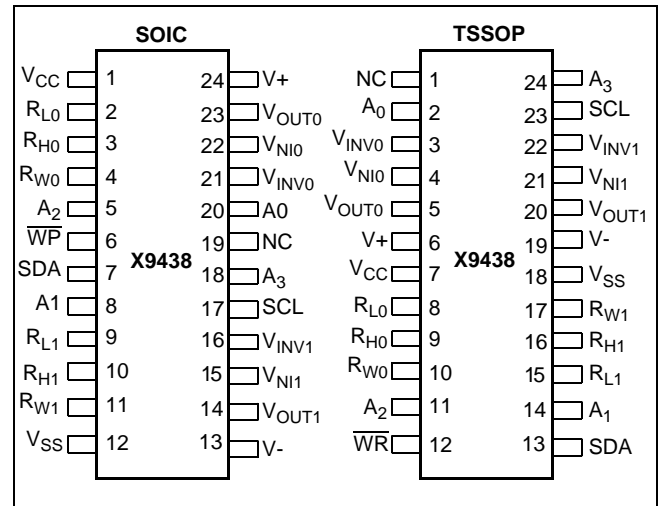 SOIC
VCC 1 24 V+
RL0 2 23 VOUT0
RH0 3 22 VNI0
RW0 4 21 VINV0
A2 5 20 A0
WP 6 19 NC
SDA 7 X9438 18 A3
A1 8 17 SCL
RL1 9 16 VINV1
RH1 10 15 VNI1
RW1 11 14 VOUT1
VSS 12 13 V-
TSSOP
NC 1 24 A3
A0 2 23 SCL
VINV0 3 22 VINV1
VNI0 4 21 VNI1
VOUT0 5 20 VOUT1
V+ 6 19 V-
VCC 7 X9438 18 VSS
RL0 8 17 RW1
RH0 9 16 RH1
RW0 10 15 RL1
A2 11 14 A1
WR 12 13 SDA